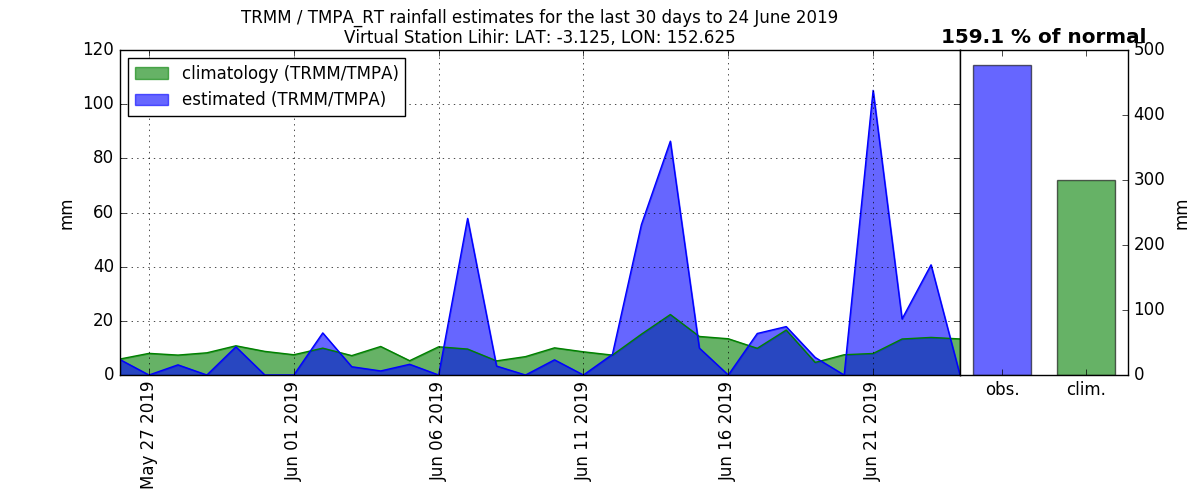 TRMM / TMPA_RT rainfall estimates for the last 30 days to 24 June 2019
Virtual Station Lihir: LAT: -3.125, LON: 152.625
159.1 % of normal
climatology (TRMM/TMPA)
estimated (TRMM/TMPA)
mm
120
100
80
60
40
20
0
May 27 2019
Jun 01 2019
Jun 06 2019
Jun 11 2019
Jun 16 2019
Jun 21 2019
500
400
300
200
100
0
mm
obs.
clim.